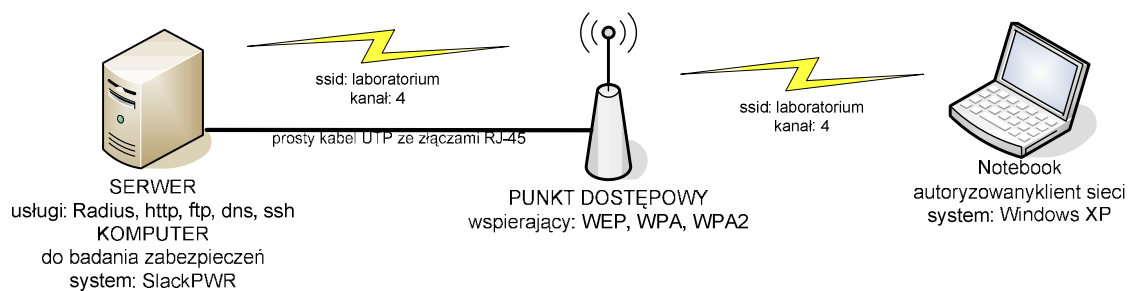 ssid: laboratorium
kanał: 4
prosty kabel UTP ze złączami RJ-45
ssid: laboratorium
kanał: 4
SERWER
usługi: Radius, http, ftp, dns, ssh
KOMPUTER
do badania zabezpieczeń
system: SlackPWR
PUNKT DOSTĘPOWY
wspierający: WEP, WPA, WPA2
Notebook
autoryzowanyklient sieci
system: Windows XP